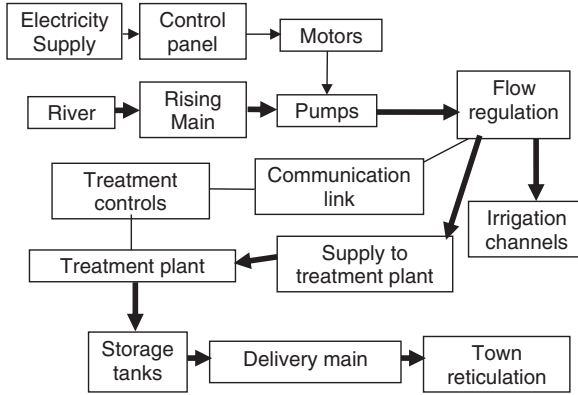 Electricity
Supply
Control
panel
Motors
River
Rising
Main
Pumps
Flow
regulation
Treatment
controls
Communication
link
Irrigation
channels
Treatment plant
Supply to
treatment plant
Storage
tanks
Delivery main
Town
reticulation